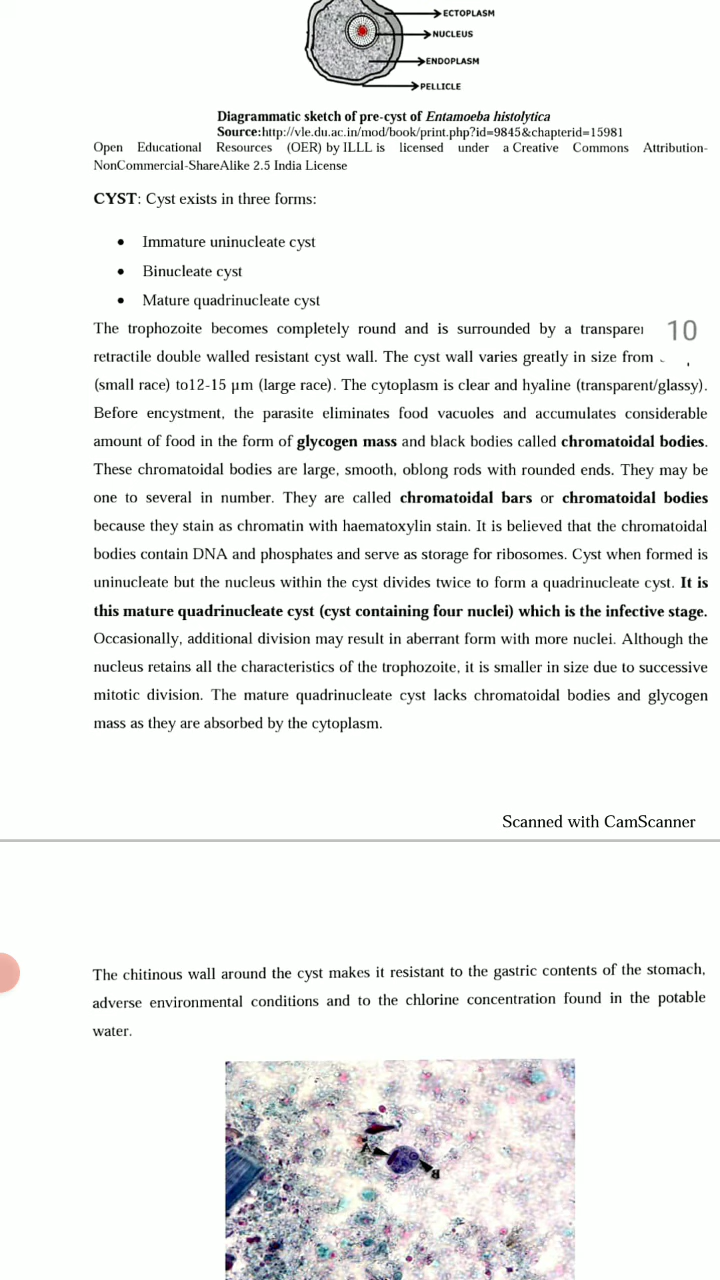 ECTOPLASM
NUCLEUS
ENDOPLASM
PELLICLE
Diagrammatic sketch of pre-cyst of Entamoeba histolytica
Source:http://vle.du.ac.in/mod/book/print.php?id=9845&chapterid=15981
Open Educational Resources (OER) by ILLL is licensed under a Creative Commons Attribution-
NonCommercial-ShareAlike 2.5 India License
CYST: Cyst exists in three forms:
• Immature uninucleate cyst
• Binucleate cyst
• Mature quadrinucleate cyst
The trophozoite becomes completely round and is surrounded by a 10
retractile double walled resistant cyst wall. The cyst wall varies greatly in size from
(small race) to12-15 µm (large race). The cytoplasm is clear and hyaline (transparent/glassy).
Before encystment, the parasite eliminates food vacuoles and accumulates considerable
amount of food in the form of glycogen mass and black bodies called chromatoidal bodies.
These chromatoidal bodies are large, smooth, oblong rods with rounded ends. They may be
one to several in number. They are called chromatoidal bars or chromatoidal bodies
because they stain as chromatin with haematoxylin stain. It is believed that the chromatoidal
bodies contain DNA and phosphates and serve as storage for ribosomes. Cyst when formed is
uninucleate but the nucleus within the cyst divides twice to form a quadrinucleate cyst. It is
this mature quadrinucleate cyst (cyst containing four nuclei) which is the infective stage.
Occasionally, additional division may result in aberrant form with more nuclei. Although the
nucleus retains all the characteristics of the trophozoite, it is smaller in size due to successive
mitotic division. The mature quadrinucleate cyst lacks chromatoidal bodies and glycogen
mass as they are absorbed by the cytoplasm.
Scanned with CamScanner
The chitinous wall around the cyst makes it resistant to the gastric contents of the stomach,
adverse environmental conditions and to the chlorine concentration found in the potable
water.
A
B